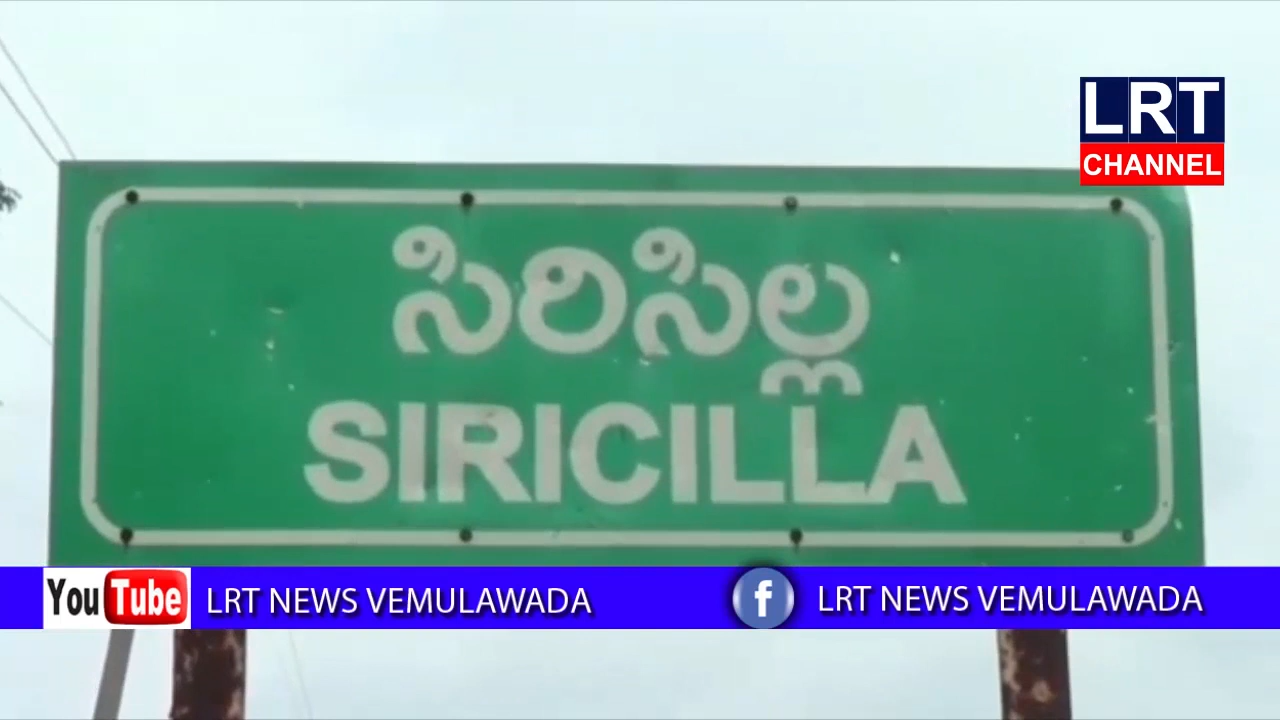 LRT
CHANNEL
సిరిసిల్ల
SIRICILLA
YouTube LRT NEWS VEMULAWADA f LRT NEWS VEMULAWADA